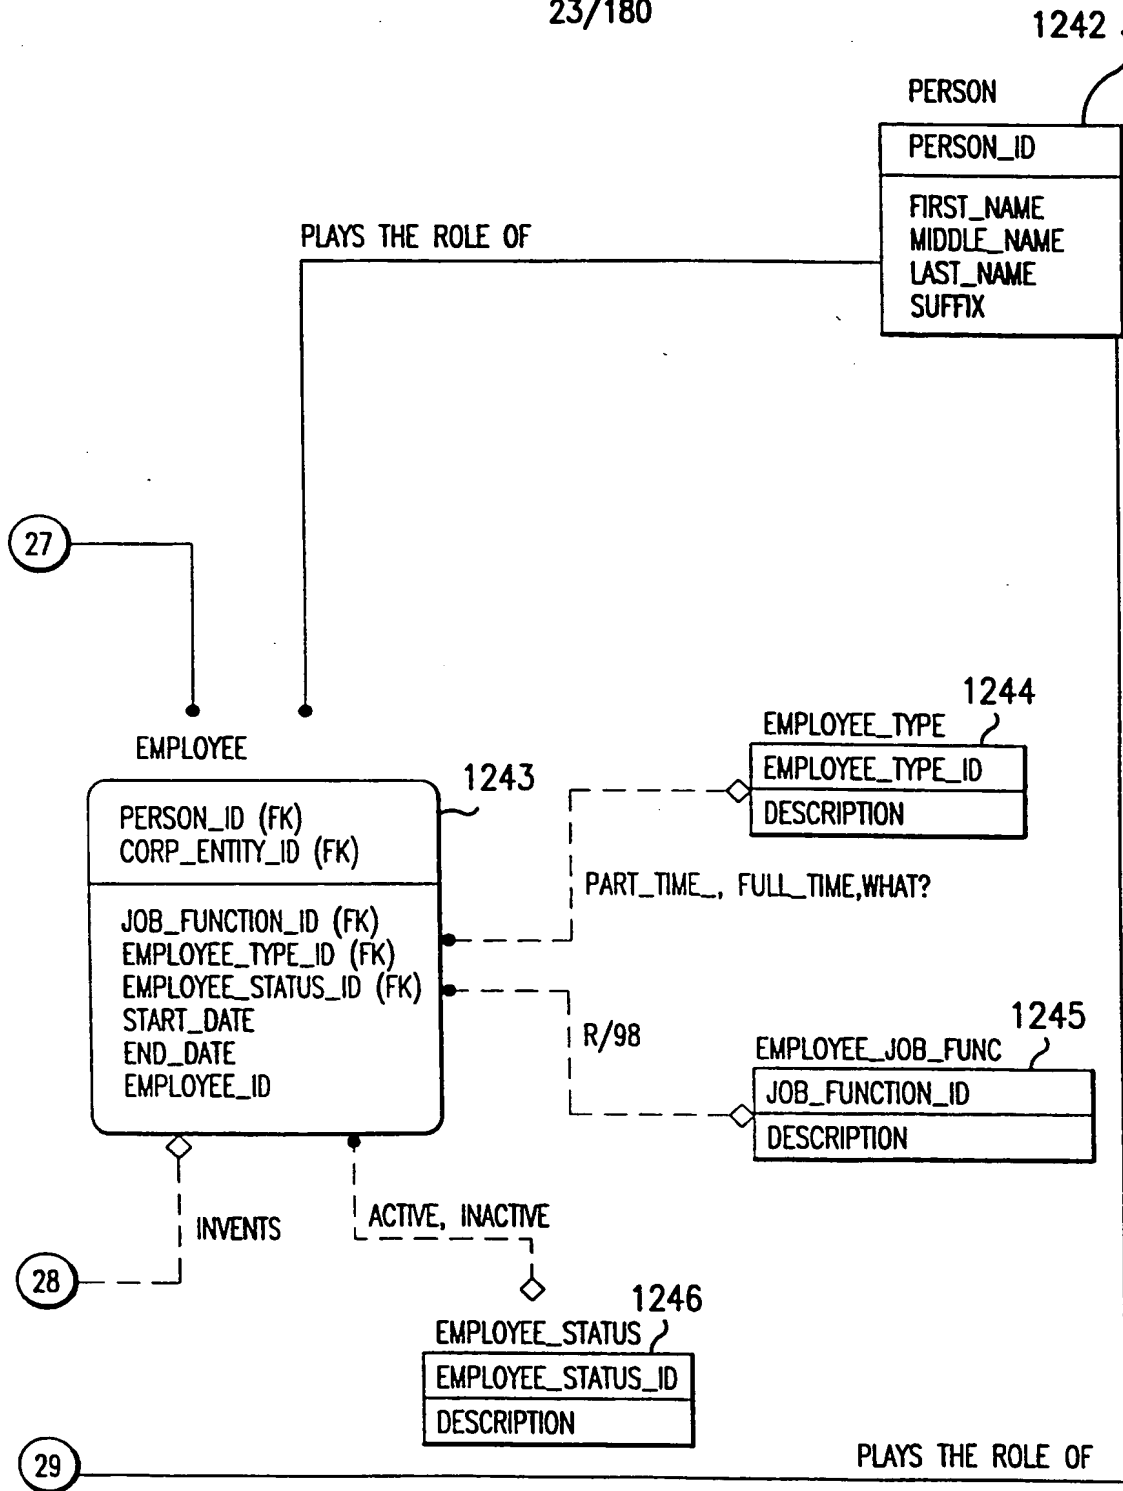 23/180
1242
PERSON
PERSON_ID
FIRST_NAME
MIDDLE_NAME
LAST_NAME
SUFFIX
PLAYS THE ROLE OF
27
EMPLOYEE
1243
PERSON_ID (FK)
CORP_ENTITY_ID (FK)
JOB_FUNCTION_ID (FK)
EMPLOYEE_TYPE_ID (FK)
EMPLOYEE_STATUS_ID (FK)
START_DATE
END_DATE
EMPLOYEE_ID
1244
EMPLOYEE_TYPE
EMPLOYEE_TYPE_ID
DESCRIPTION
PART_TIME_, FULL_TIME,WHAT?
R/98
1245
EMPLOYEE_JOB_FUNC
JOB_FUNCTION_ID
DESCRIPTION
INVENTS
ACTIVE, INACTIVE
28
1246
EMPLOYEE_STATUS
EMPLOYEE_STATUS_ID
DESCRIPTION
29
PLAYS THE ROLE OF